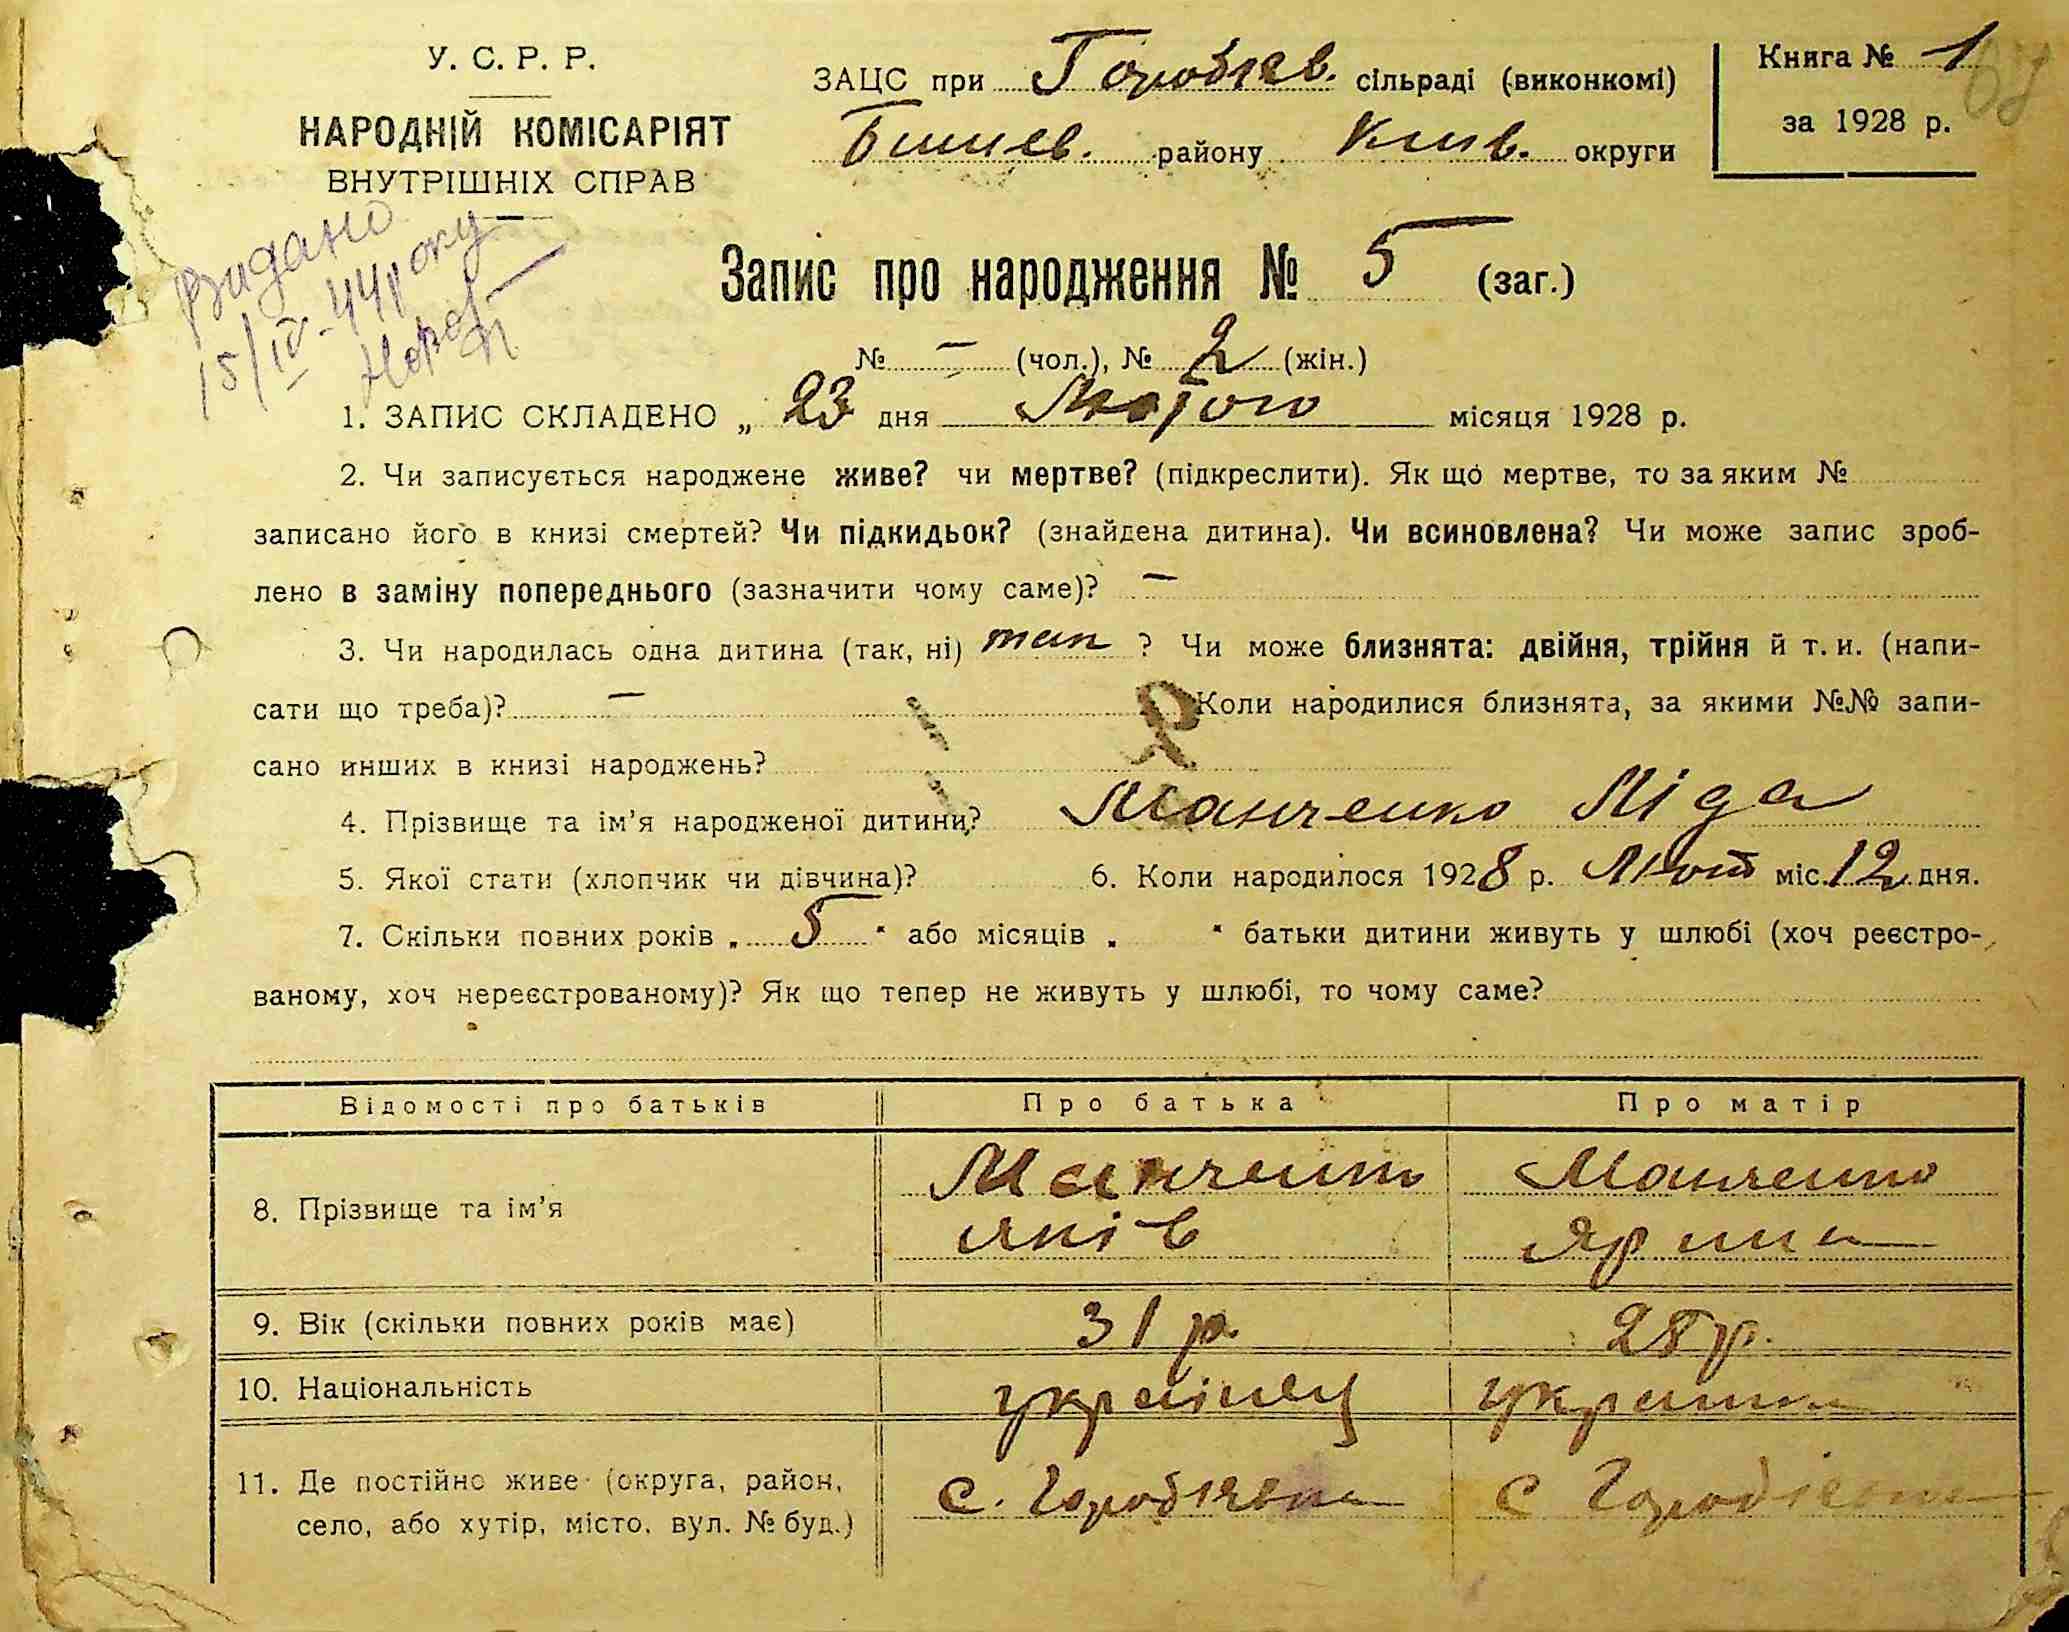 У. С. Р. Р.
НАРОДНІЙ КОМІСАРІЯТ
ВНУТРІШНІХ СПРАВ
ЗАЦС при Горобіїв. сільраді (виконкомі)
Бишев. району Київ. округи
Книга № 1
за 1928 р.
Видано
15/IV-44 року
Запис про народження № 5 (заг.)
№ — (чол.), № 2 (жін.)
1. ЗАПИС СКЛАДЕНО „ 23 дня Лютого місяця 1928 р.
2. Чи записується народжене живе? чи мертве? (підкреслити). Як що мертве, то за яким №
записано його в книзі смертей? Чи підкидьок? (знайдена дитина). Чи всиновлена? Чи може запис зроб-
лено в заміну попереднього (зазначити чому саме)? —
3. Чи народилась одна дитина (так, ні) так ? Чи може близнята: двійня, трійня й т. и. (напи-
сати що треба)? — Коли народилися близнята, за якими №№ запи-
сано инших в книзі народжень?
4. Прізвище та ім'я народженої дитини? Манченко Ліда
5. Якої стати (хлопчик чи дівчина)? 6. Коли народилося 1928 р. Лют міс. 12 дня.
7. Скільки повних років „ 5 " або місяців „ " батьки дитини живуть у шлюбі (хоч реєстро-
ваному, хоч нереєстрованому)? Як що тепер не живуть у шлюбі, то чому саме?
Відомості про батьків Про батька Про матір
8. Прізвище та ім'я Манченко Манченко
Яків Ярина
9. Вік (скільки повних років має) 31 р. 28 р.
10. Національність українец украинка
11. Де постійно живе (округа, район,
село, або хутір, місто, вул. № буд.) с. Горобіївка с Горобіївка